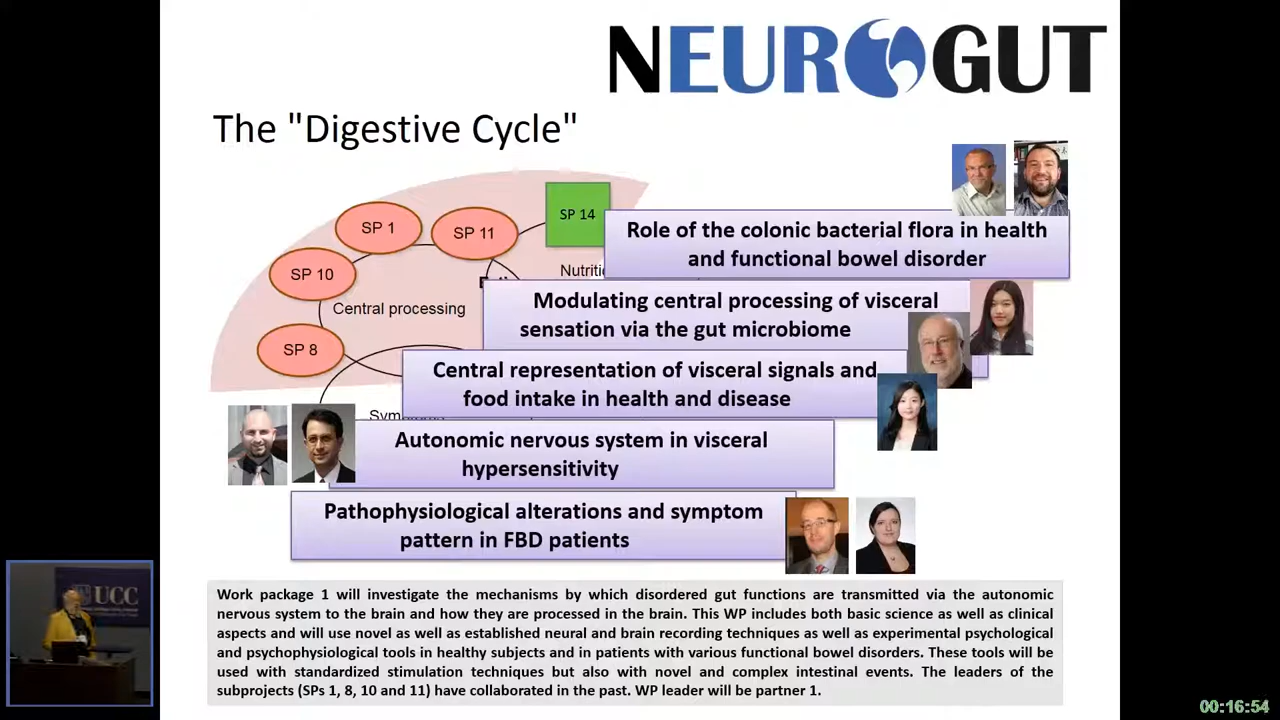 NEUROGUT
The "Digestive Cycle"
SP 1
SP 11
SP 14
SP 10
SP 8
Central processing
Role of the colonic bacterial flora in health
and functional bowel disorder
Modulating central processing of visceral
sensation via the gut microbiome
Central representation of visceral signals and
food intake in health and disease
Autonomic nervous system in visceral
hypersensitivity
Pathophysiological alterations and symptom
pattern in FBD patients
Work package 1 will investigate the mechanisms by which disordered gut functions are transmitted via the autonomic
nervous system to the brain and how they are processed in the brain. This WP includes both basic science as well as clinical
aspects and will use novel as well as established neural and brain recording techniques as well as experimental psychological
and psychophysiological tools in healthy subjects and in patients with various functional bowel disorders. These tools will be
used with standardized stimulation techniques but also with novel and complex intestinal events. The leaders of the
subprojects (SPs 1, 8, 10 and 11) have collaborated in the past. WP leader will be partner 1.
UCC
00:16:54